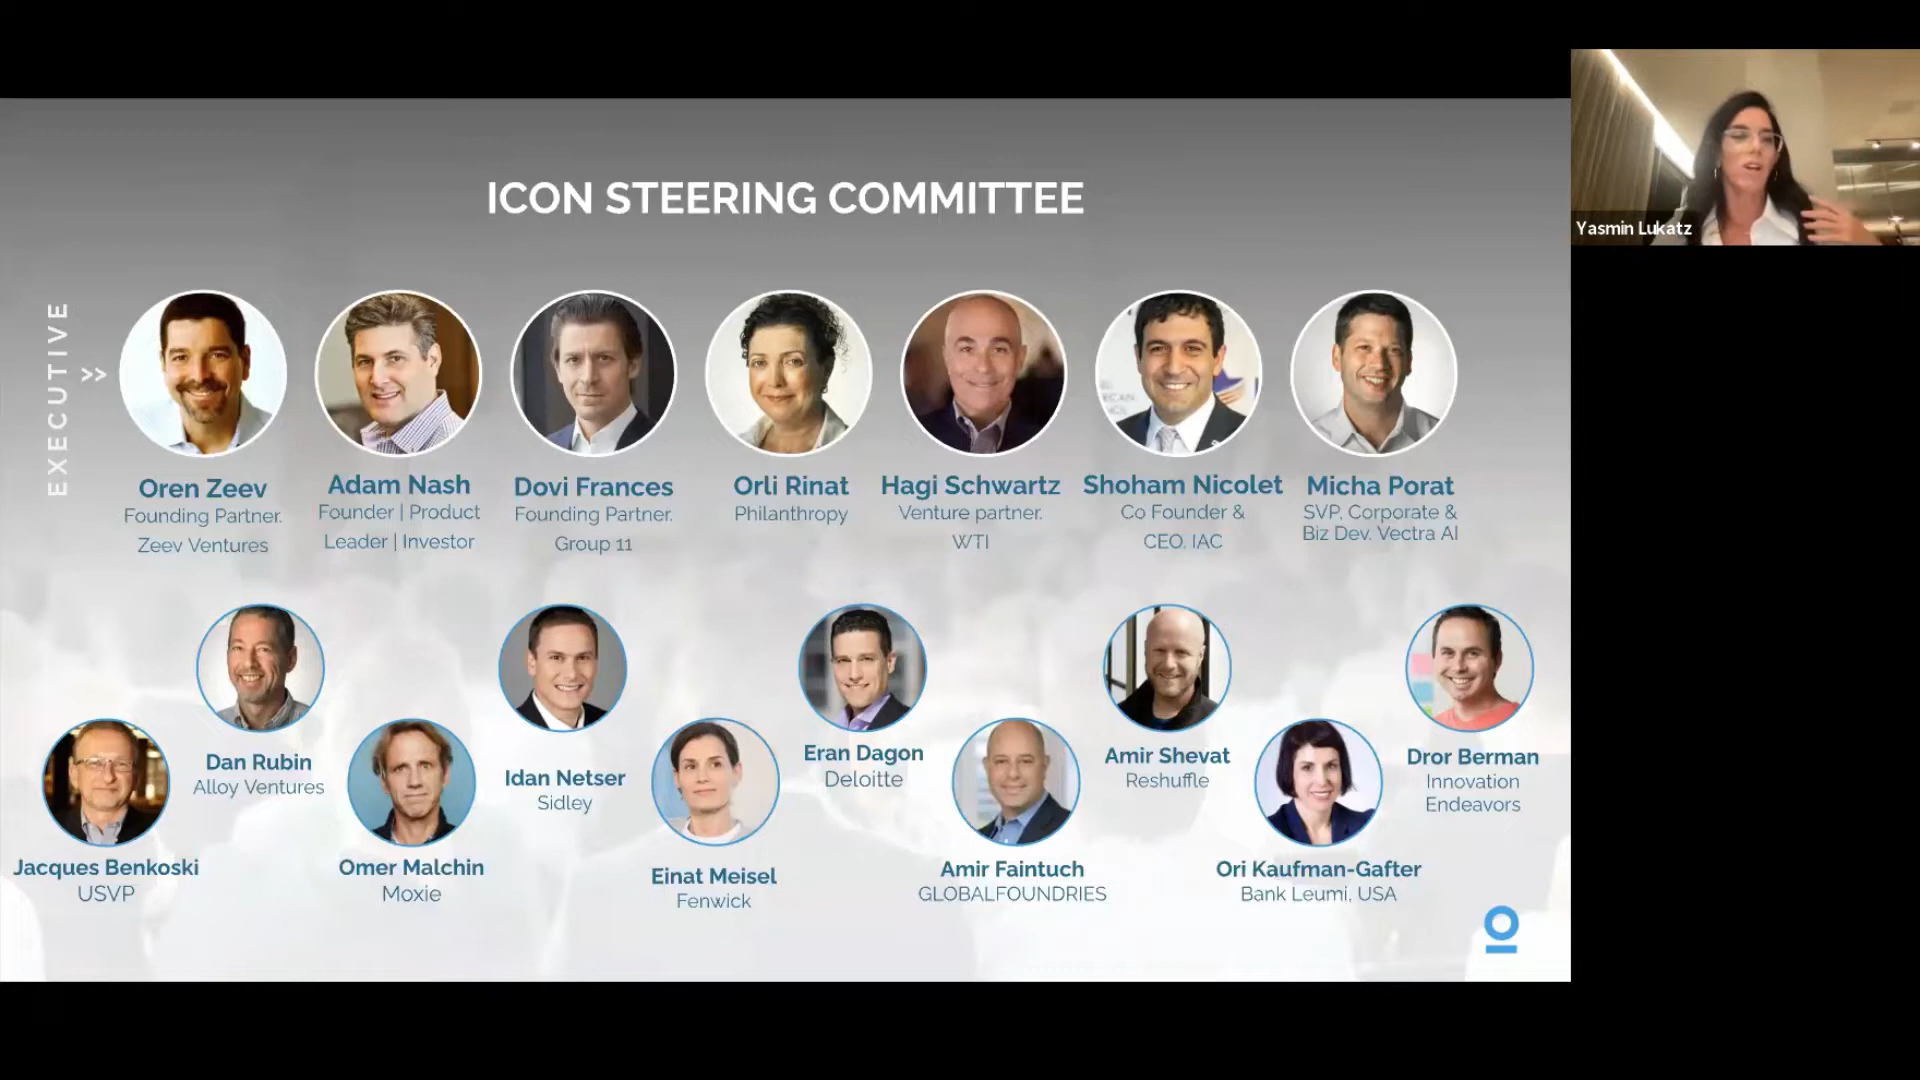 ICON STEERING COMMITTEE
Yasmin Lukatz
EXECUTIVE
Oren Zeev
Founding Partner.
Zeev Ventures
Adam Nash
Founder | Product
Leader | Investor
Dovi Frances
Founding Partner.
Group 11
Orli Rinat
Philanthropy
Hagi Schwartz
Venture partner.
WTI
Shoham Nicolet
Co Founder &
CEO. IAC
Micha Porat
SVP, Corporate &
Biz Dev. Vectra AI
Jacques Benkoski
USVP
Dan Rubin
Alloy Ventures
Omer Malchin
Moxie
Idan Netser
Sidley
Einat Meisel
Fenwick
Eran Dagon
Deloitte
Amir Faintuch
GLOBALFOUNDRIES
Amir Shevat
Reshuffle
Ori Kaufman-Gafter
Bank Leumi, USA
Dror Berman
Innovation
Endeavors